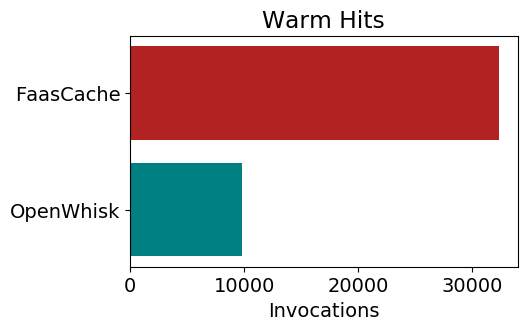 Warm Hits
FaasCache
OpenWhisk
0 10000 20000 30000
Invocations